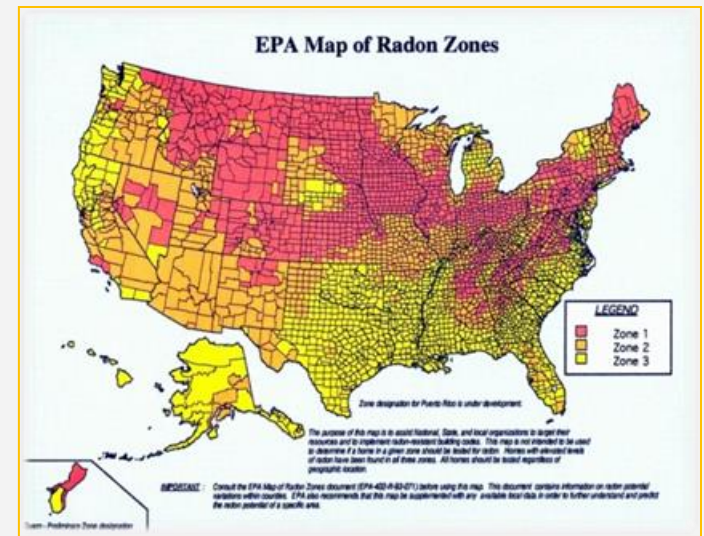 EPA Map of Radon Zones
LEGEND
Zone 1
Zone 2
Zone 3
Zone designation for Puerto Rico is under development.
The purpose of this map is to assist National, State, and local organizations to target their
resources and to implement radon-resistant building codes. This map is not intended to be used
to determine if a home in a given zone should be tested for radon. Homes with elevated levels
of radon have been found in all three zones. All homes should be tested regardless of
geographic location.
IMPORTANT : Consult the EPA Map of Radon Zones document (EPA-402-R-93-071) before using this map. This document contains information on radon potential
variations within counties. EPA also recommends that this map be supplemented with any available local data in order to further understand and predict
the radon potential of a specific area.
Guam - Preliminary Zone designation